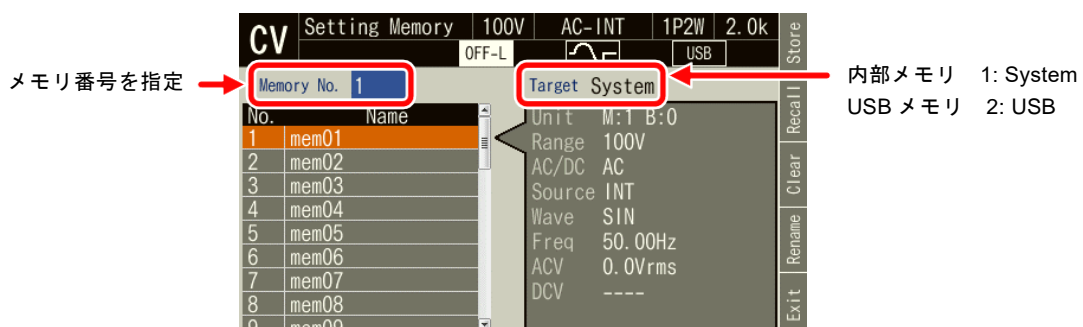 CV
Setting Memory
100V
AC-INT
1P2W
2.0k
OFF-L
USB
メモリ番号を指定
Memory No. 1
Target System
内部メモリ 1: System
USB メモリ 2: USB
No. Name
1 mem01
2 mem02
3 mem03
4 mem04
5 mem05
6 mem06
7 mem07
8 mem08
9 mem09
Unit M:1 B:0
Range 100V
AC/DC AC
Source INT
Wave SIN
Freq 50.00Hz
ACV 0.0Vrms
DCV ----
Store
Recall
Clear
Rename
Exit